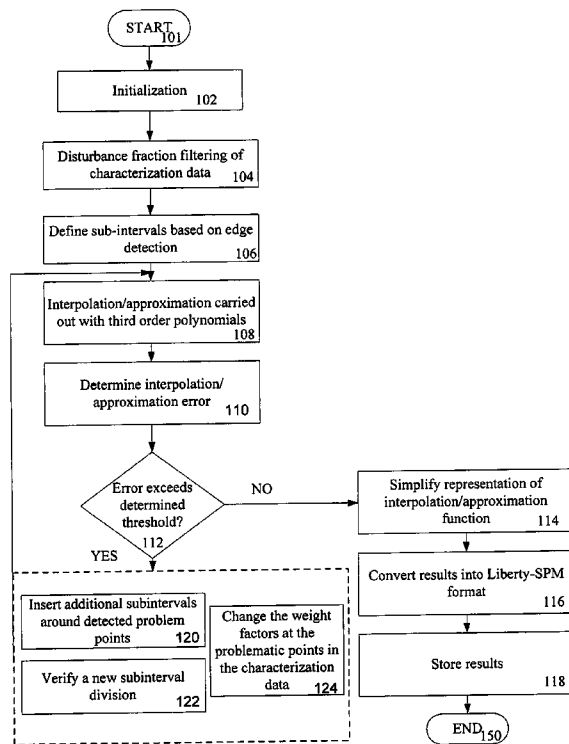 START
101
Initialization
102
Disturbance fraction filtering of
characterization data
104
Define sub-intervals based on edge
detection
106
Interpolation/approximation carried
out with third order polynomials
108
Determine interpolation/
approximation error
110
Error exceeds
determined
threshold?
112
NO
YES
Simplify representation of
interpolation/approximation
function
114
Convert results into Liberty-SPM
format
116
Store results
118
END
150
Insert additional subintervals
around detected problem
points
120
Verify a new subinterval
division
122
Change the weight
factors at the
problematic points in
the characterization
data
124